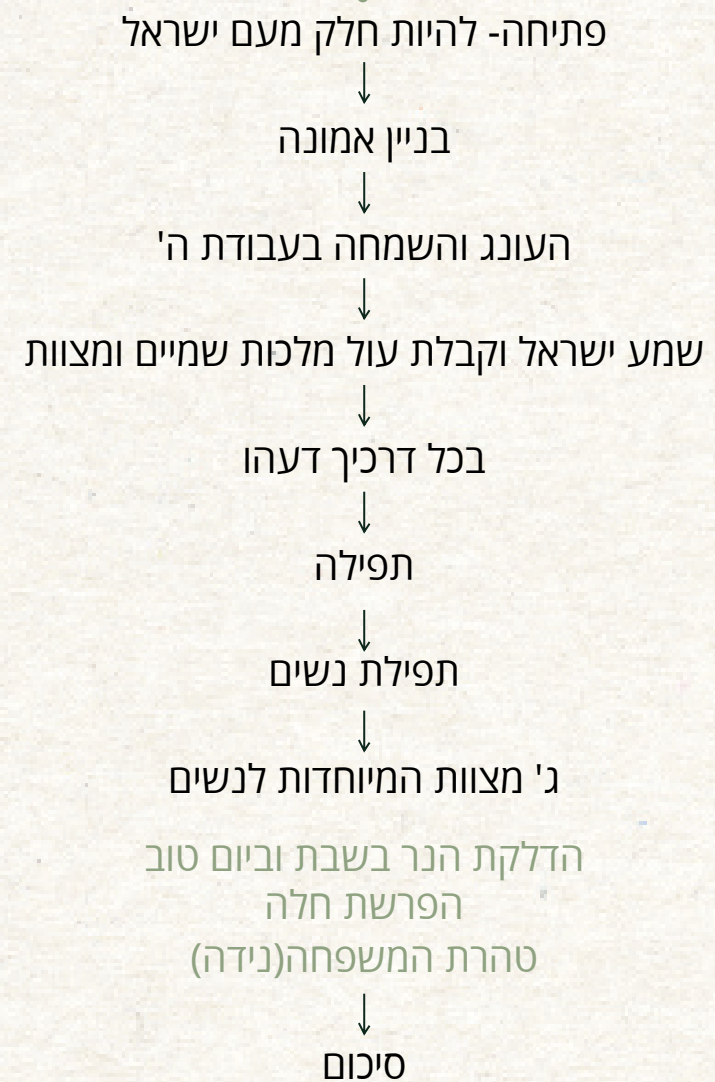 פתיחה- להיות חלק מעם ישראל
בניין אמונה
העונג והשמחה בעבודת ה'
שמע ישראל וקבלת עול מלכות שמיים ומצוות
בכל דרכיך דעהו
תפילה
תפילת נשים
ג' מצוות המיוחדות לנשים
הדלקת הנר בשבת וביום טוב
הפרשת חלה
טהרת המשפחה(נידה)
סיכום